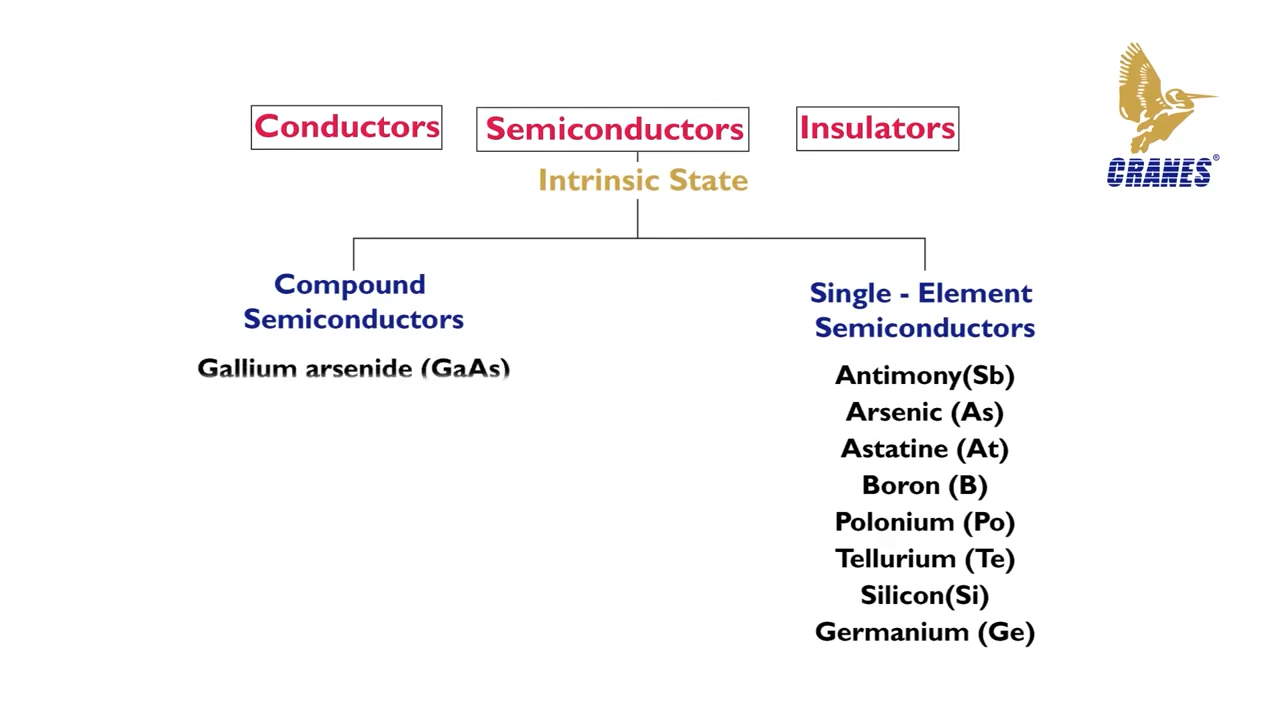 Conductors
Semiconductors
Insulators
CRANES®
Intrinsic State
Compound
Semiconductors
Gallium arsenide (GaAs)
Single - Element
Semiconductors
Antimony(Sb)
Arsenic (As)
Astatine (At)
Boron (B)
Polonium (Po)
Tellurium (Te)
Silicon(Si)
Germanium (Ge)